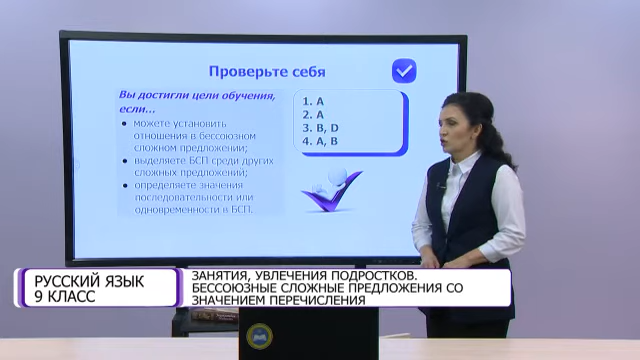 Проверьте себя
Вы достигли цели обучения,
если...
• можете установить
отношения в бессоюзном
сложном предложении;
• выделяете БСП среди других
сложных предложений;
• определяете значения
последовательности или
одновременности в БСП.
1. A
2. A
3. B, D
4. A, B
РУССКИЙ ЯЗЫК
9 КЛАСС
ЗАНЯТИЯ, УВЛЕЧЕНИЯ ПОДРОСТКОВ.
БЕССОЮЗНЫЕ СЛОЖНЫЕ ПРЕДЛОЖЕНИЯ СО
ЗНАЧЕНИЕМ ПЕРЕЧИСЛЕНИЯ